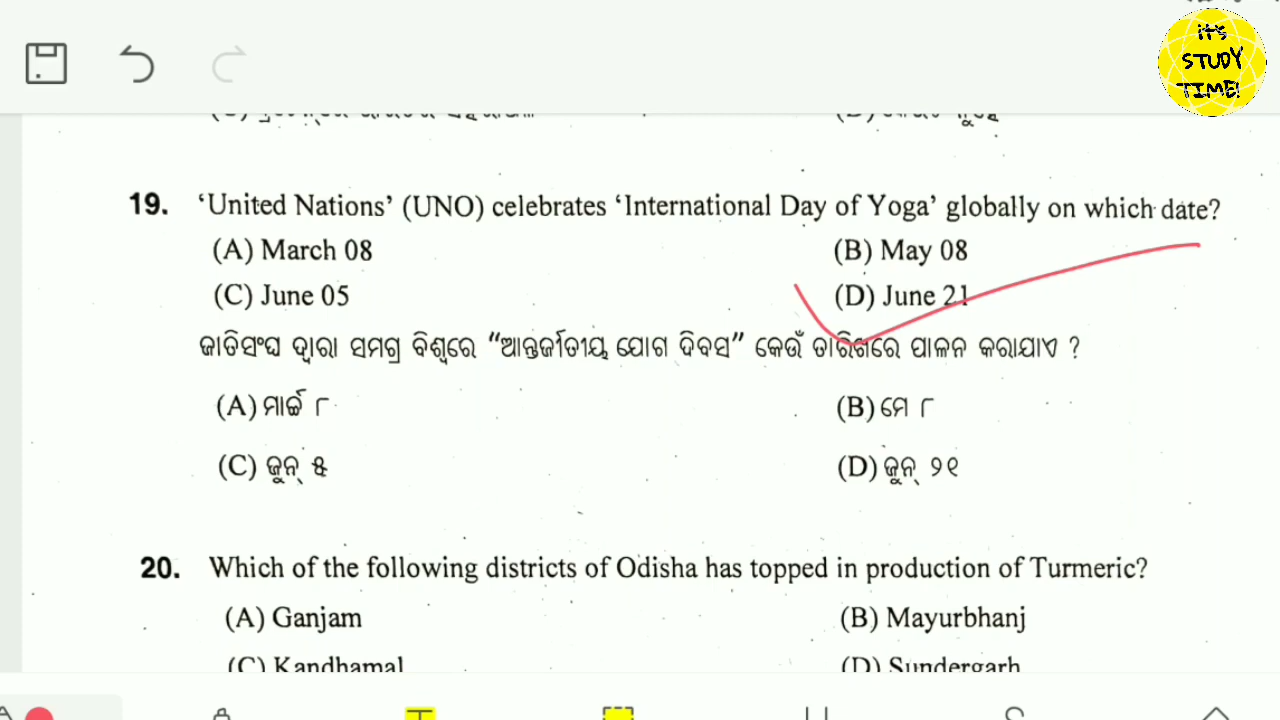 its
STUDY
TIME!
19. ‘United Nations’ (UNO) celebrates ‘International Day of Yoga’ globally on which date?
(A) March 08 (B) May 08
(C) June 05 (D) June 21
ଜାତିସଂଘ ଦ୍ୱାରା ସମଗ୍ର ବିଶ୍ୱରେ “ଆନ୍ତର୍ଜାତୀୟ ଯୋଗ ଦିବସ” କେଉଁ ତାରିଖରେ ପାଳନ କରାଯାଏ ?
(A) ମାର୍ଚ୍ଚ ୮ (B) ମେ ୮
(C) ଜୁନ୍ ୫ (D) ଜୁନ୍ ୨୧
20. Which of the following districts of Odisha has topped in production of Turmeric?
(A) Ganjam (B) Mayurbhanj
(C) Kandhamal (D) Sundergarh